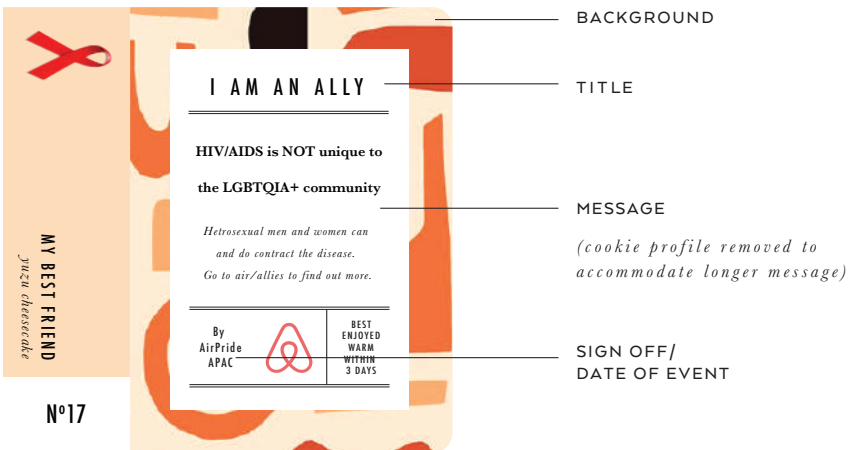 I AM AN ALLY
HIV/AIDS is NOT unique to
the LGBTQIA+ community
Hetrosexual men and women can
and do contract the disease.
Go to air/allies to find out more.
By
AirPride
APAC
BEST
ENJOYED
WARM
WITHIN
3 DAYS
MY BEST FRIEND
yuzu cheesecake
Nº17
BACKGROUND
TITLE
MESSAGE
(cookie profile removed to
accommodate longer message)
SIGN OFF/
DATE OF EVENT